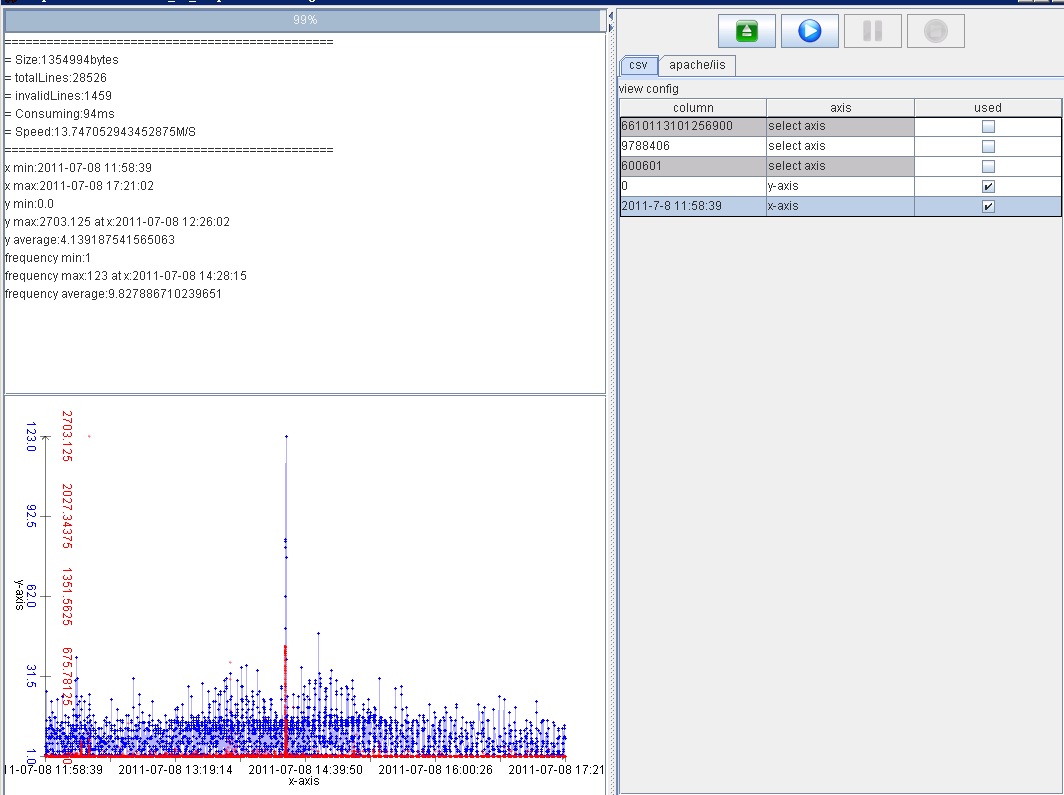 99%
===============================================
= Size:1354994bytes
= totalLines:28526
= invalidLines:1459
= Consuming:94ms
= Speed:13.747052943452875M/S
===============================================
x min:2011-07-08 11:58:39
x max:2011-07-08 17:21:02
y min:0.0
y max:2703.125 at x:2011-07-08 12:26:02
y average:4.139187541565063
frequency min:1
frequency max:123 at x:2011-07-08 14:28:15
frequency average:9.827886710239651
csv apache/iis
view config
column axis used
6610113101256900 select axis
9788406 select axis
600601 select axis
0 y-axis
2011-7-8 11:58:39 x-axis
123.0 2703.125
92.5 2027.34375
62.0 1351.5625
31.5 675.78125
1.0
y-axis
1-07-08 11:58:39 2011-07-08 13:19:14 2011-07-08 14:39:50 2011-07-08 16:00:26 2011-07-08 17:21
x-axis